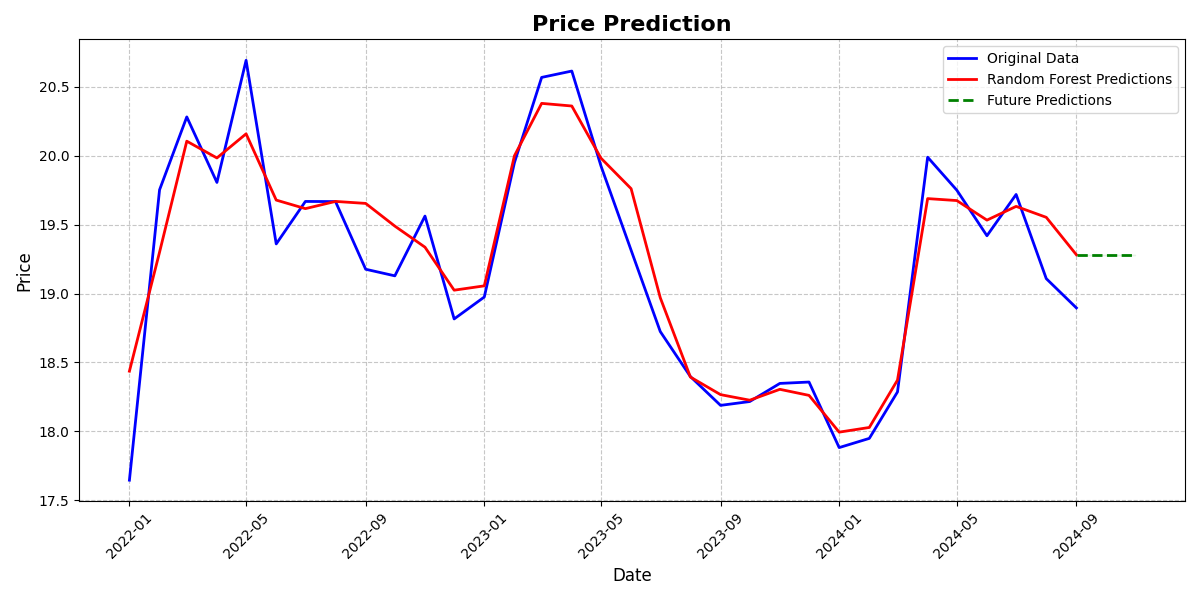 Price Prediction
Original Data
Random Forest Predictions
Future Predictions
Price
20.5
20.0
19.5
19.0
18.5
18.0
17.5
2022-01
2022-05
2022-09
2023-01
2023-05
2023-09
2024-01
2024-05
2024-09
Date